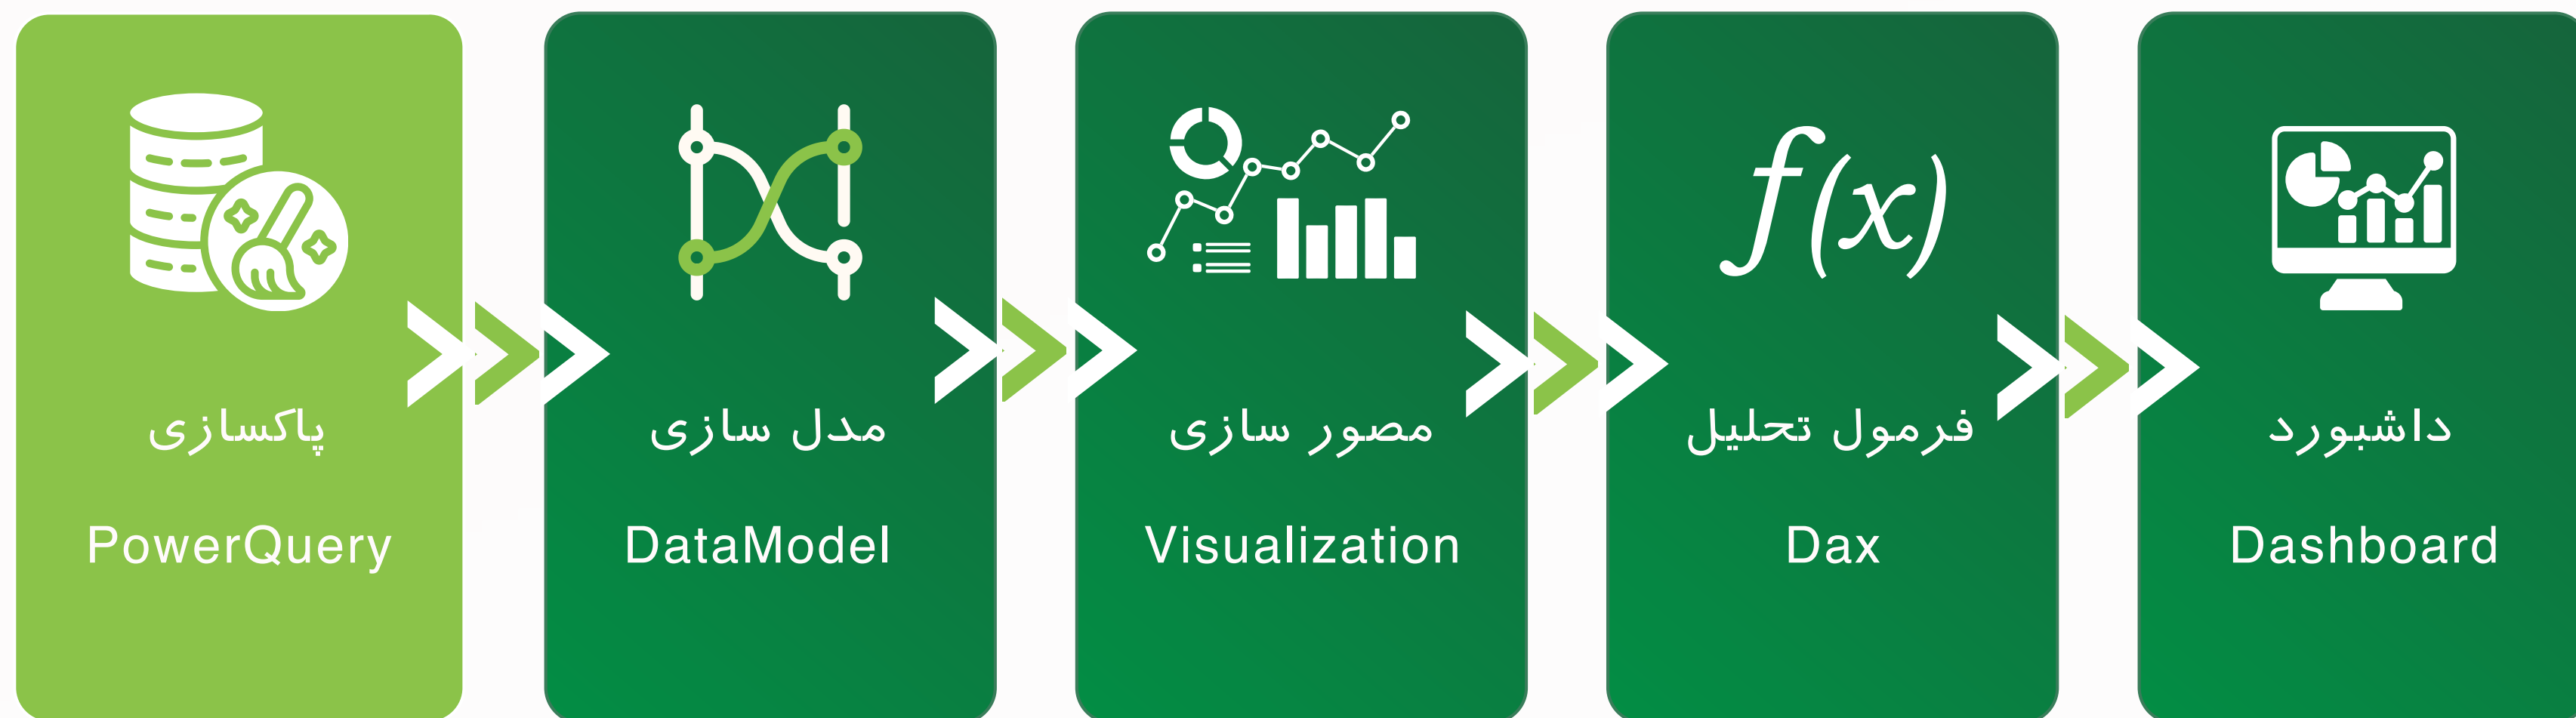 f(x)
پاکسازی
PowerQuery
مدل سازی
DataModel
مصور سازی
Visualization
فرمول تحلیل
Dax
داشبورد
Dashboard